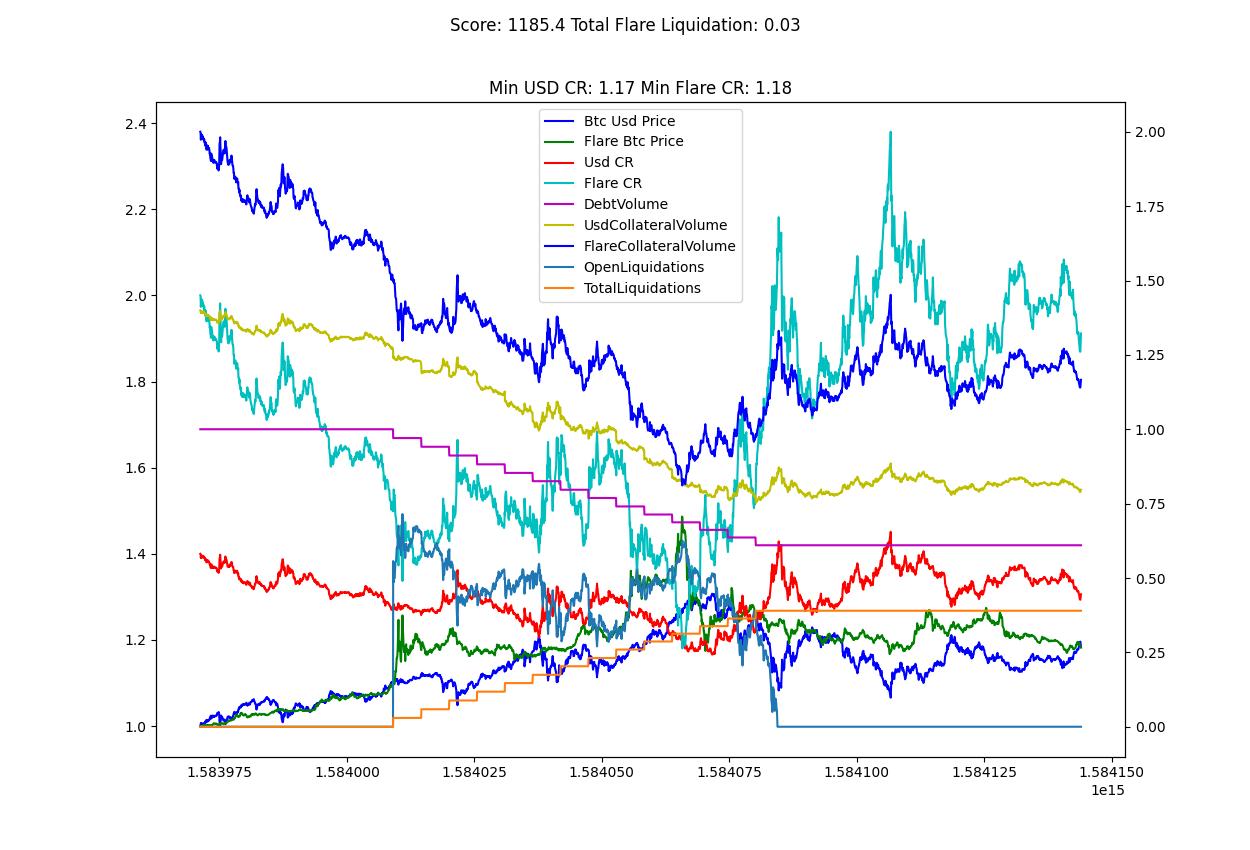 Score: 1185.4 Total Flare Liquidation: 0.03
Min USD CR: 1.17 Min Flare CR: 1.18
Btc Usd Price
Flare Btc Price
Usd CR
Flare CR
DebtVolume
UsdCollateralVolume
FlareCollateralVolume
OpenLiquidations
TotalLiquidations
2.4
2.2
2.0
1.8
1.6
1.4
1.2
1.0
2.00
1.75
1.50
1.25
1.00
0.75
0.50
0.25
0.00
1.583975 1.584000 1.584025 1.584050 1.584075 1.584100 1.584125 1.584150
1e15